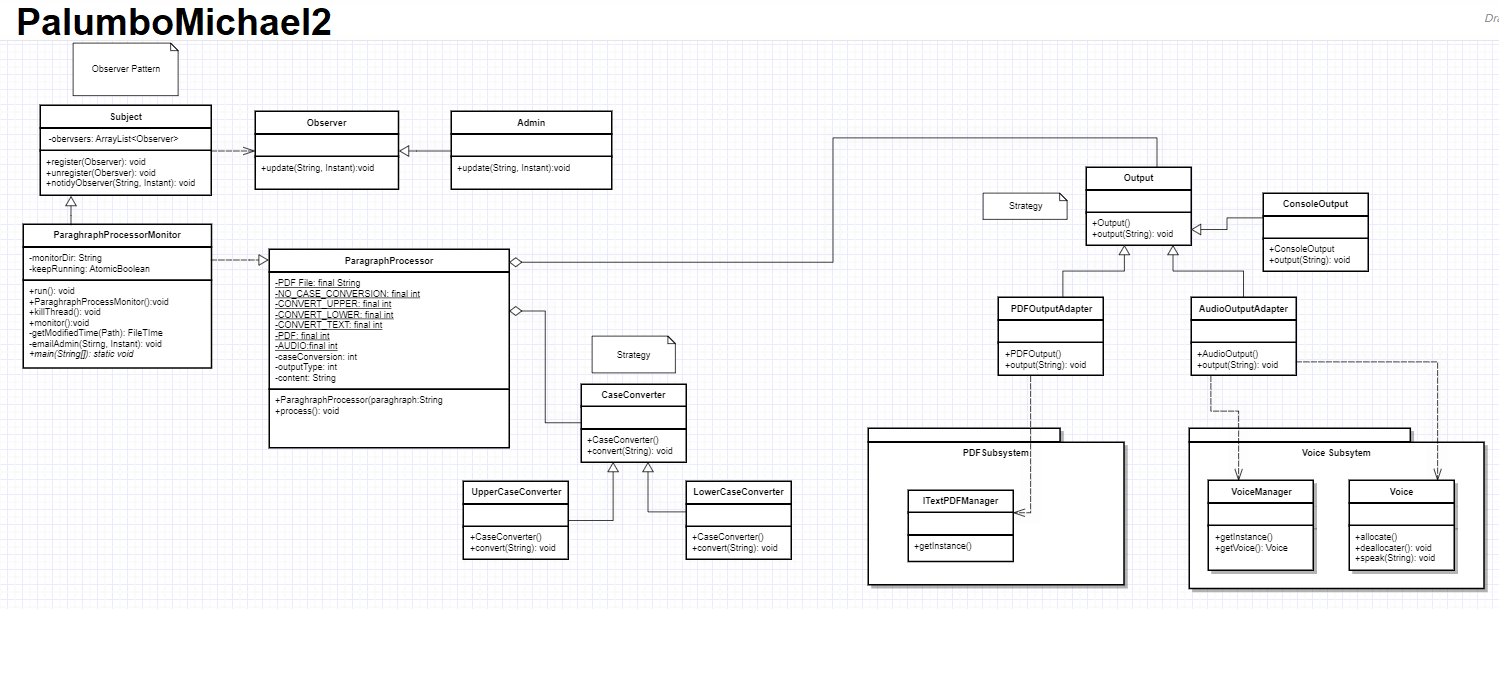 PalumboMichael2
Observer Pattern
Subject
-obervsers: ArrayList<Observer>
+register(Observer): void
+unregister(Obersver): void
+notidyObserver(String, Instant): void
Observer
+update(String, Instant):void
Admin
+update(String, Instant):void
ParaghraphProcessorMonitor
-monitorDir: String
-keepRunning: AtomicBoolean
+run(): void
+ParaghraphProcessMonitor():void
+killThread(): void
+monitor():void
-getModifiedTime(Path): FileTIme
-emailAdmin(Stirng, Instant): void
+main(String[]): static void
ParagraphProcessor
-PDF File: final String
-NO_CASE_CONVERSION: final int
-CONVERT_UPPER: final int
-CONVERT_LOWER: final int
-CONVERT_TEXT: final int
-PDF: final int
-AUDIO:final int
-caseConversion: int
-outputType: int
-content: String
+ParaghraphProcessor(paragraph:String
+process(): void
Strategy
CaseConverter
+CaseConverter()
+convert(String): void
UpperCaseConverter
+CaseConverter()
+convert(String): void
LowerCaseConverter
+CaseConverter()
+convert(String): void
Strategy
Output
+Output()
+output(String): void
ConsoleOutput
+ConsoleOutput
+output(String): void
PDFOutputAdapter
+PDFOutput()
+output(String): void
AudioOutputAdapter
+AudioOutput()
+output(String): void
PDFSubsystem
ITextPDFManager
+getInstance()
Voice Subsytem
VoiceManager
+getInstance()
+getVoice(): Voice
Voice
+allocate()
+deallocater(): void
+speak(String): void